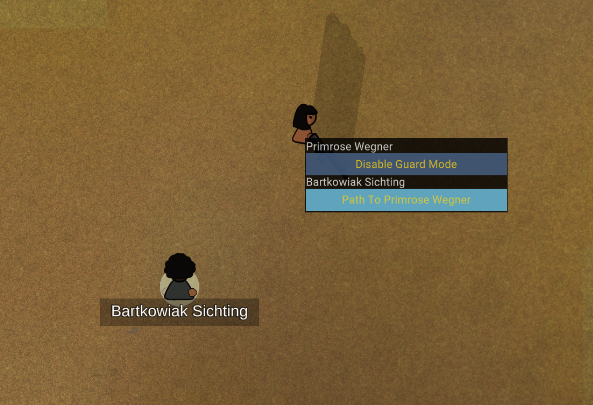 Primrose Wegner
Disable Guard Mode
Bartkowiak Sichting
Path To Primrose Wegner
Bartkowiak Sichting